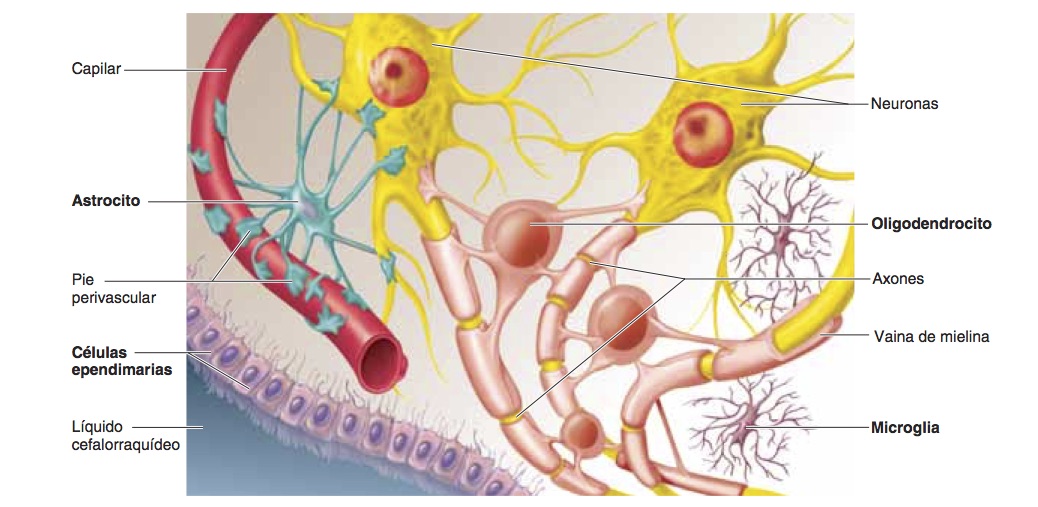 Capilar
Astrocito
Pie
perivascular
Células
ependimarias
Líquido
cefalorraquídeo
Neuronas
Oligodendrocito
Axones
Vaina de mielina
Microglia